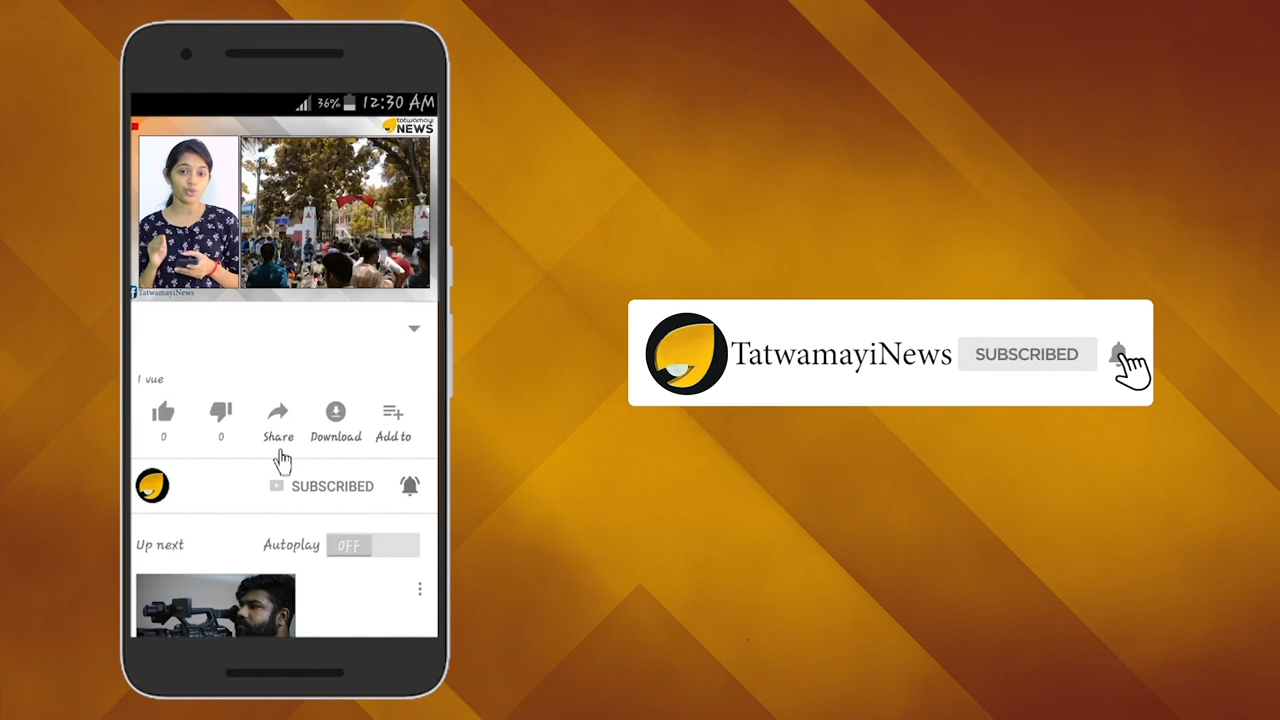 36% 12:30 AM
tatwamayi
NEWS
TatwamayiNews
1 vue
0 0 Share Download Add to
SUBSCRIBED
Up next Autoplay OFF
TatwamayiNews SUBSCRIBED